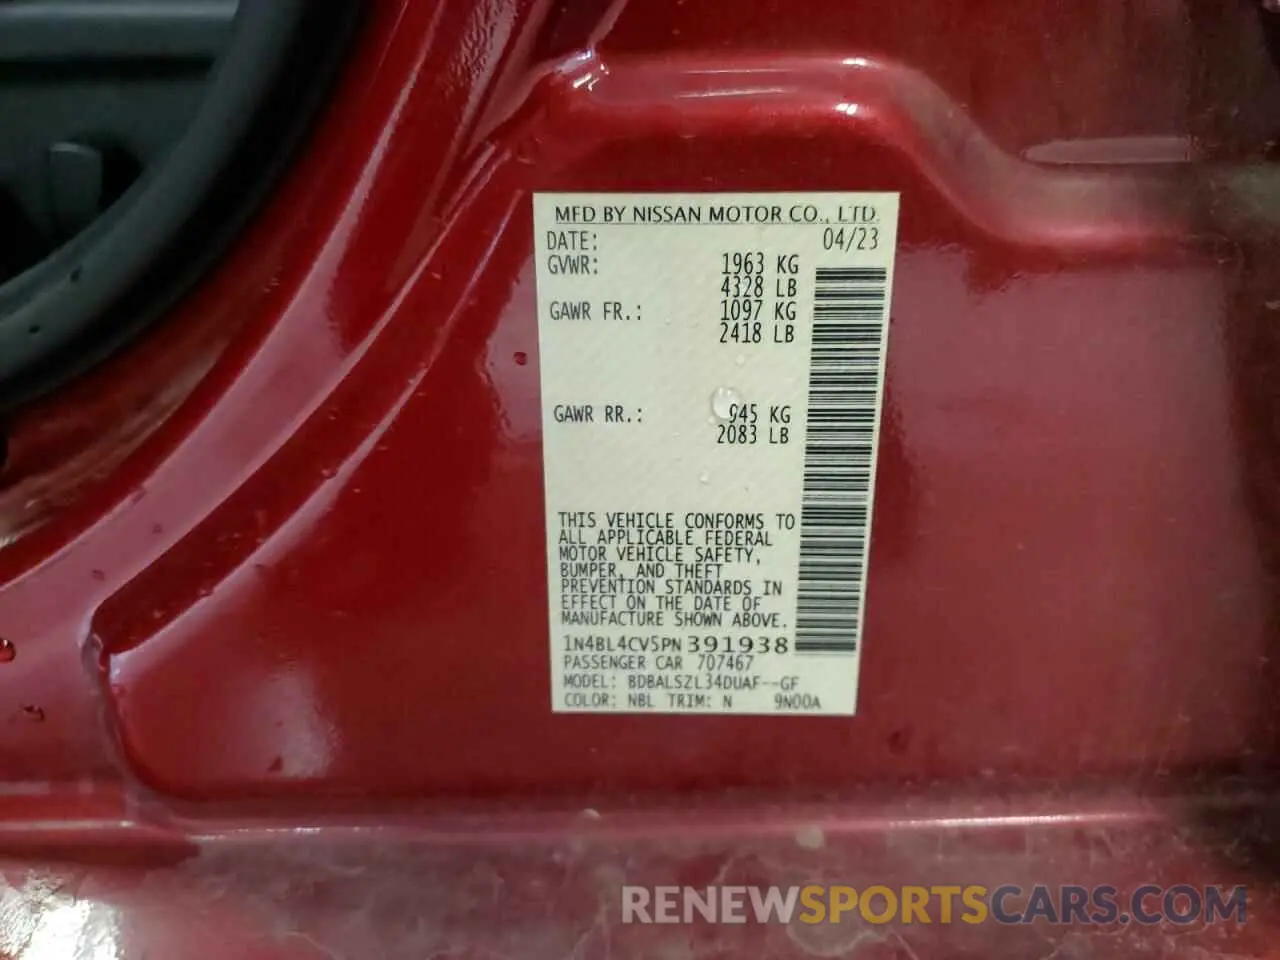 MFD BY NISSAN MOTOR CO., LTD.
DATE: 04/23
GVWR: 1963 KG
4328 LB
GAWR FR.: 1097 KG
2418 LB
GAWR RR.: 945 KG
2083 LB
THIS VEHICLE CONFORMS TO
ALL APPLICABLE FEDERAL
MOTOR VEHICLE SAFETY,
BUMPER, AND THEFT
PREVENTION STANDARDS IN
EFFECT ON THE DATE OF
MANUFACTURE SHOWN ABOVE.
1N4BL4CV5PN391938
PASSENGER CAR 707467
MODEL: BDBALSZL34DUAF--GF
COLOR: NBL TRIM: N 9N00A
RENEWSPORTSCARS.COM